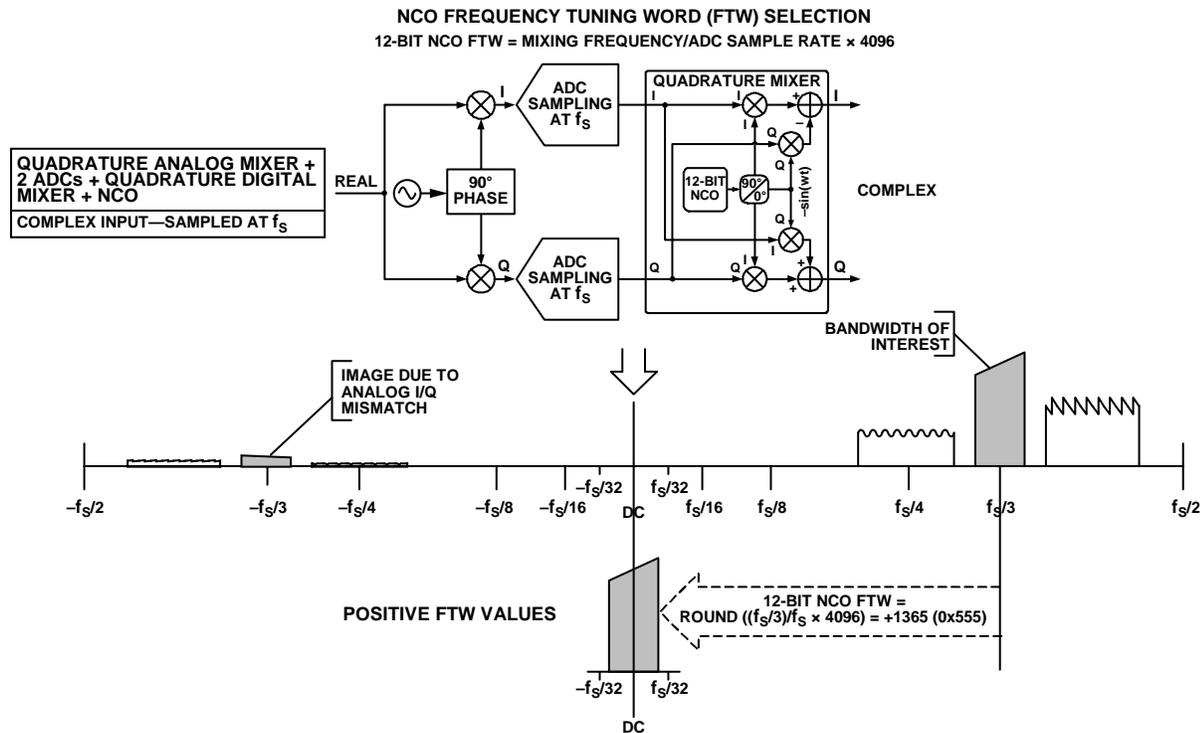 NCO FREQUENCY TUNING WORD (FTW) SELECTION
12-BIT NCO FTW = MIXING FREQUENCY/ADC SAMPLE RATE × 4096
QUADRATURE ANALOG MIXER +
2 ADCs + QUADRATURE DIGITAL
MIXER + NCO
COMPLEX INPUT—SAMPLED AT fS
REAL
90°
PHASE
I
Q
ADC
SAMPLING
AT fS
ADC
SAMPLING
AT fS
QUADRATURE MIXER
I
I
+
I
I
–
Q
Q
12-BIT
NCO
90°
0°
–sin(wt)
Q
I
I
+
Q
Q
+
Q
COMPLEX
BANDWIDTH OF
INTEREST
IMAGE DUE TO
ANALOG I/Q
MISMATCH
–fS/2
–fS/3
–fS/4
–fS/8
–fS/16
–fS/32
DC
fS/32
fS/16
fS/8
fS/4
fS/3
fS/2
POSITIVE FTW VALUES
12-BIT NCO FTW =
ROUND ((fS/3)/fS × 4096) = +1365 (0x555)
–fS/32
fS/32
DC